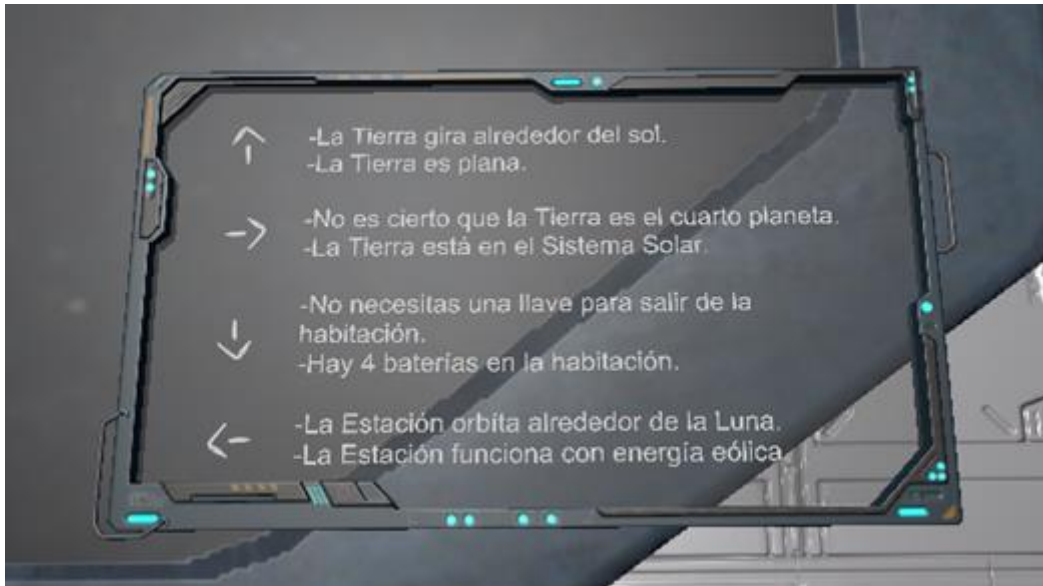 -La Tierra gira alrededor del sol.
-La Tierra es plana.
-No es cierto que la Tierra es el cuarto planeta.
-La Tierra está en el Sistema Solar.
-No necesitas una llave para salir de la
habitación.
-Hay 4 baterías en la habitación.
-La Estación orbita alrededor de la Luna.
-La Estación funciona con energía eólica.